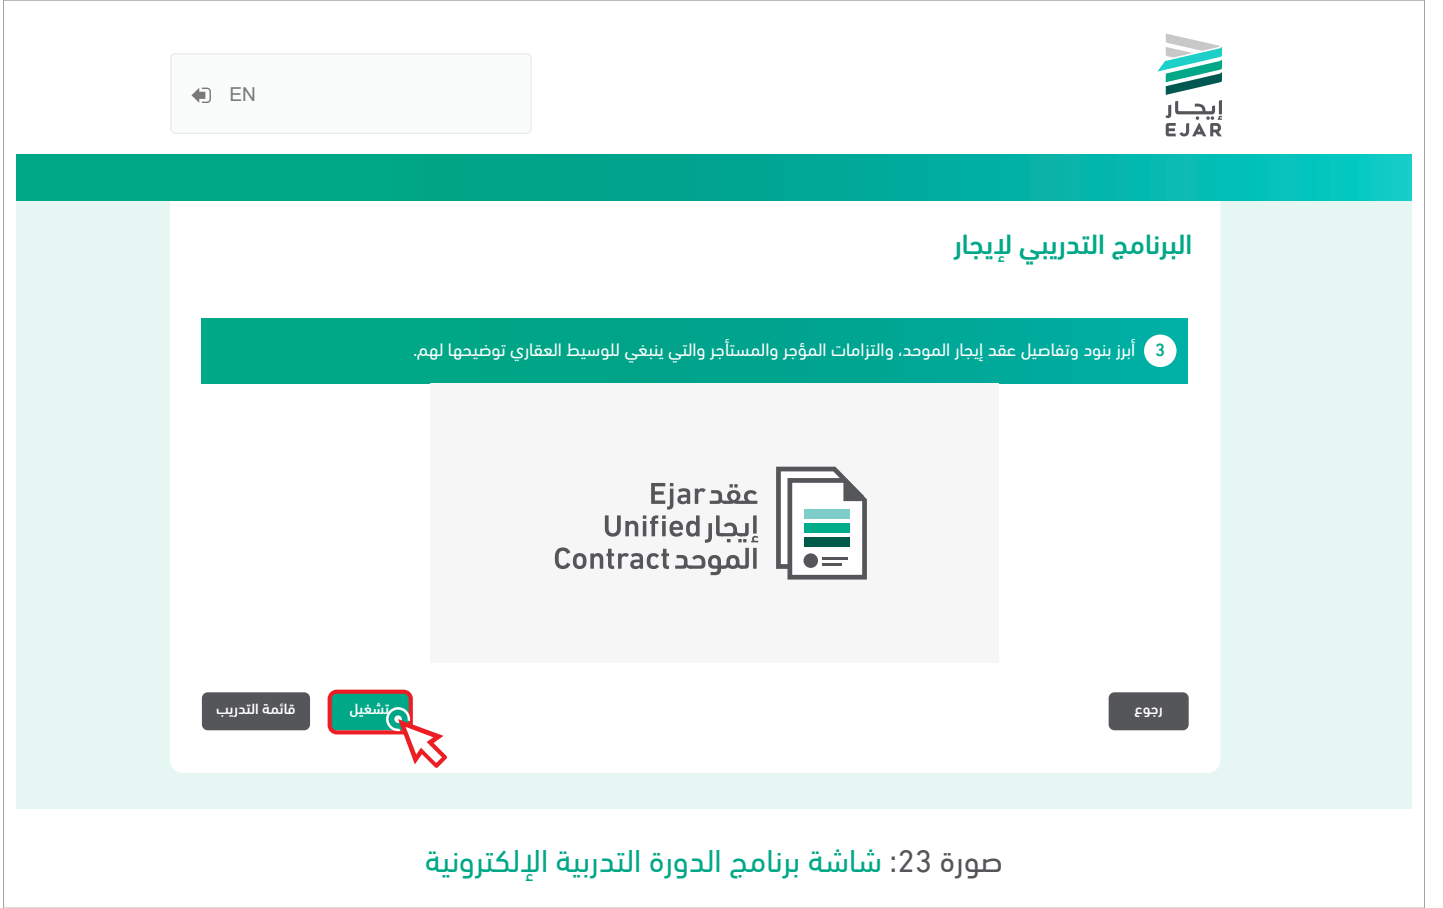 EN
إيجار
EJAR
البرنامج التدريبي لإيجار
3 أبرز بنود وتفاصيل عقد إيجار الموحد، والتزامات المؤجر والمستأجر والتي ينبغي للوسيط العقاري توضيحها لهم.
عقد Ejar
إيجار Unified
الموحد Contract
رجوع
تشغيل
قائمة التدريب
صورة 23: شاشة برنامج الدورة التدربية الإلكترونية